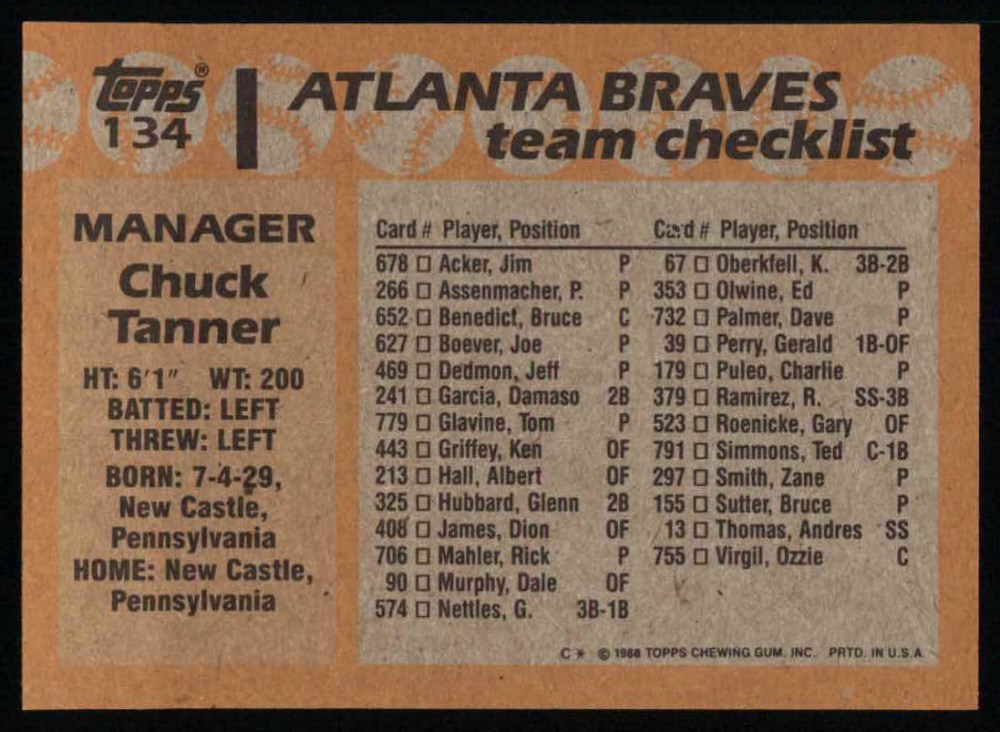 topps®
134
ATLANTA BRAVES
team checklist
MANAGER
Chuck
Tanner
HT: 6'1" WT: 200
BATTED: LEFT
THREW: LEFT
BORN: 7-4-29,
New Castle,
Pennsylvania
HOME: New Castle,
Pennsylvania
Card # Player, Position
678 □ Acker, Jim P
266 □ Assenmacher, P. P
652 □ Benedict, Bruce C
627 □ Boever, Joe P
469 □ Dedmon, Jeff P
241 □ Garcia, Damaso 2B
779 □ Glavine, Tom P
443 □ Griffey, Ken OF
213 □ Hall, Albert OF
325 □ Hubbard, Glenn 2B
408 □ James, Dion OF
706 □ Mahler, Rick P
90 □ Murphy, Dale OF
574 □ Nettles, G. 3B-1B
Card # Player, Position
67 □ Oberkfell, K. 3B-2B
353 □ Olwine, Ed P
732 □ Palmer, Dave P
39 □ Perry, Gerald 1B-OF
179 □ Puleo, Charlie P
379 □ Ramirez, R. SS-3B
523 □ Roenicke, Gary OF
791 □ Simmons, Ted C-1B
297 □ Smith, Zane P
155 □ Sutter, Bruce P
13 □ Thomas, Andres SS
755 □ Virgil, Ozzie C
C* © 1988 TOPPS CHEWING GUM, INC. PRTD. IN U.S.A.